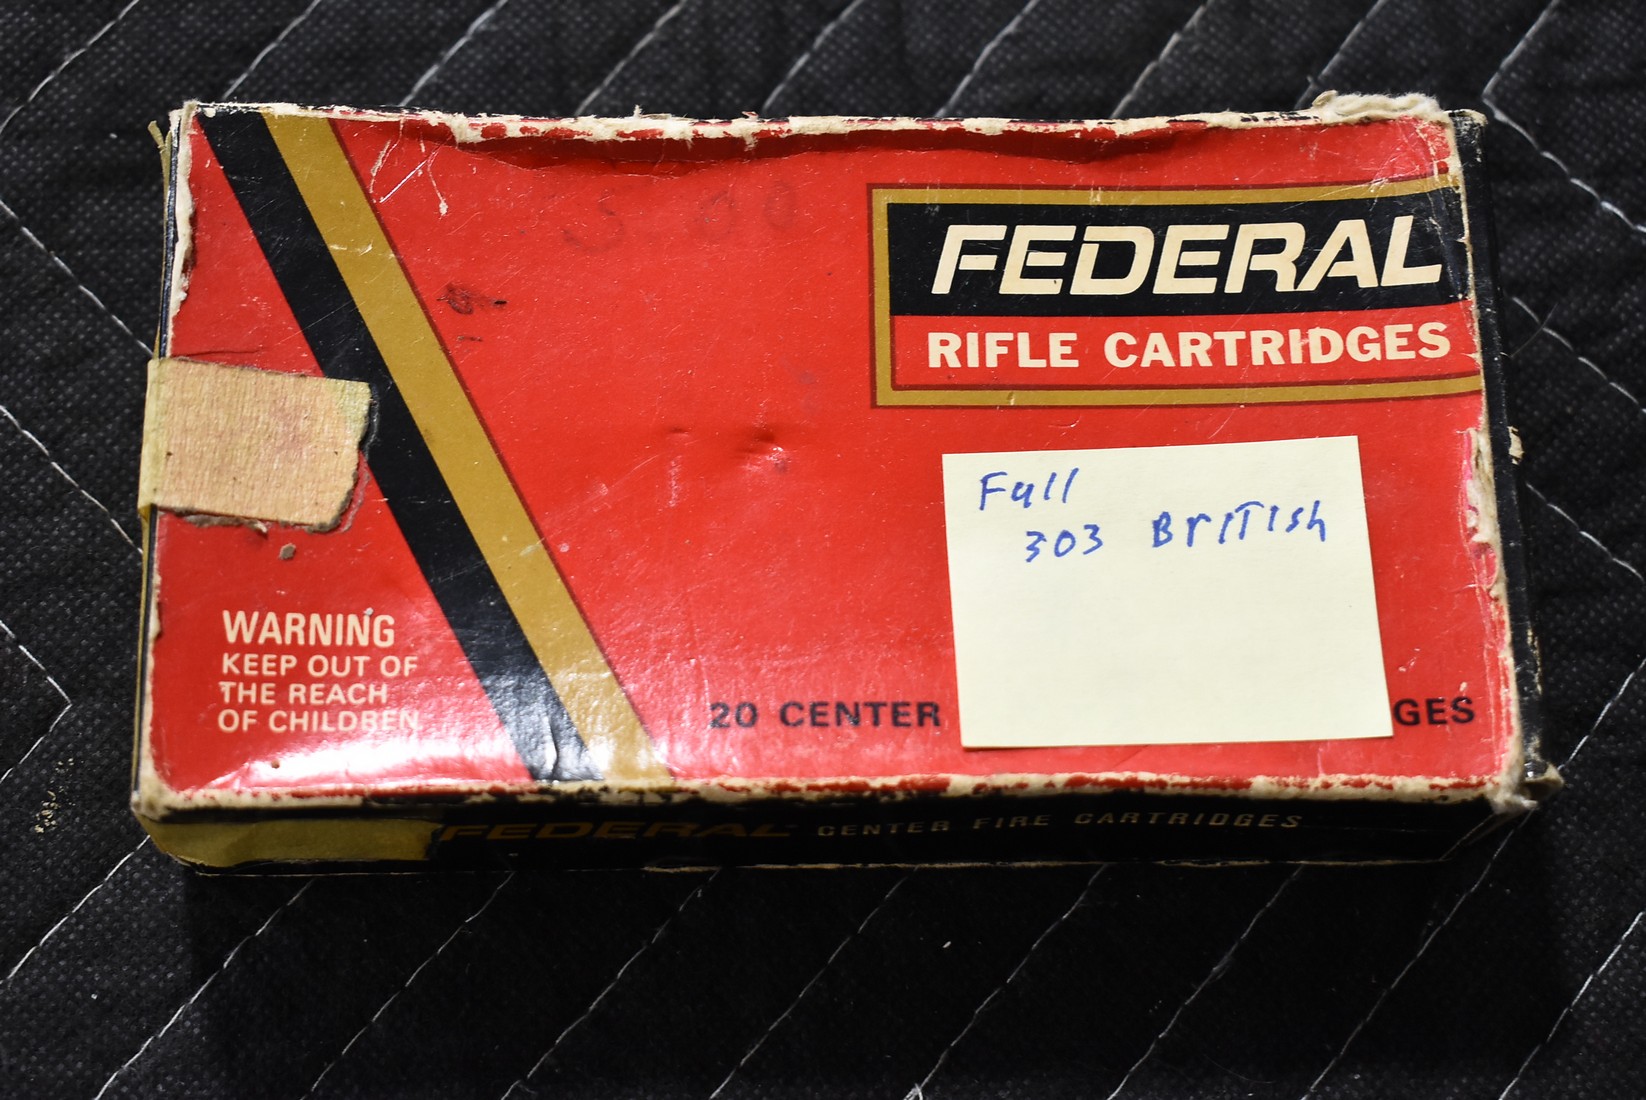 FEDERAL
RIFLE CARTRIDGES
Full
303 British
WARNING
KEEP OUT OF
THE REACH
OF CHILDREN
20 CENTER
GES
FEDERAL CENTER FIRE CARTRIDGES